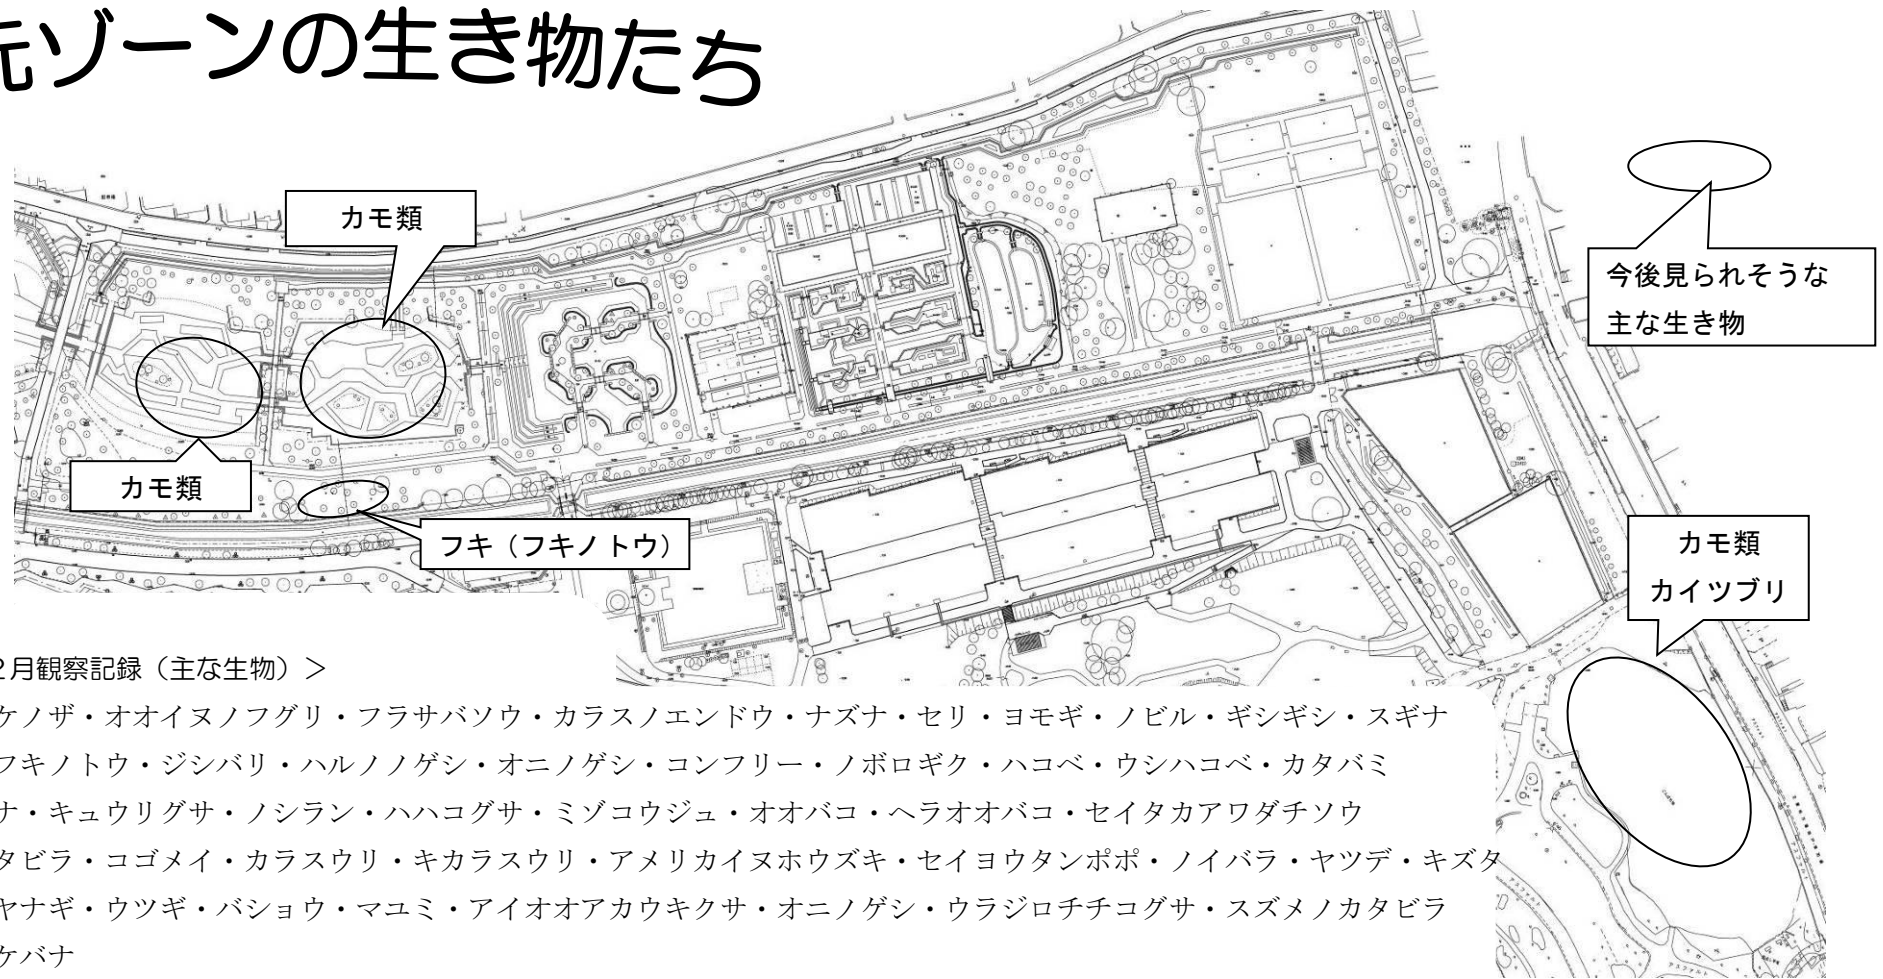 元ゾーンの生き物たち
カモ類
今後見られそうな
主な生き物
カモ類
フキ（フキノトウ）
カモ類
カイツブリ
2月観察記録（主な生物）＞
ケノザ・オオイヌノフグリ・フラサバソウ・カラスノエンドウ・ナズナ・セリ・ヨモギ・ノビル・ギシギシ・スギナ
フキノトウ・ジシバリ・ハルノノゲシ・オニノゲシ・コンフリー・ノボロギク・ハコベ・ウシハコベ・カタバミ
ナ・キュウリグサ・ノシラン・ハハコグサ・ミゾコウジュ・オオバコ・ヘラオオバコ・セイタカアワダチソウ
タビラ・コゴメイ・カラスウリ・キカラスウリ・アメリカイヌホウズキ・セイヨウタンポポ・ノイバラ・ヤツデ・キズタ
ヤナギ・ウツギ・バショウ・マユミ・アイオオアカウキクサ・オニノゲシ・ウラジロチチコグサ・スズメノカタビラ
ケバナ